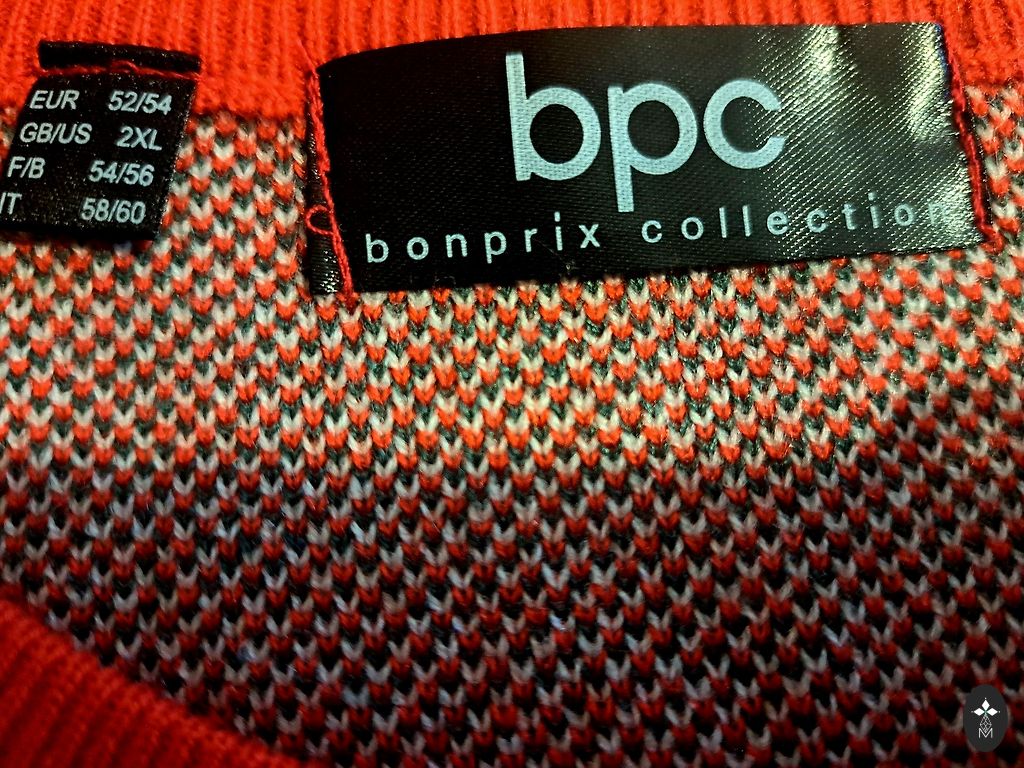 EUR 52/54
GB/US 2XL
F/B 54/56
IT 58/60
bpc
bonprix collection
M